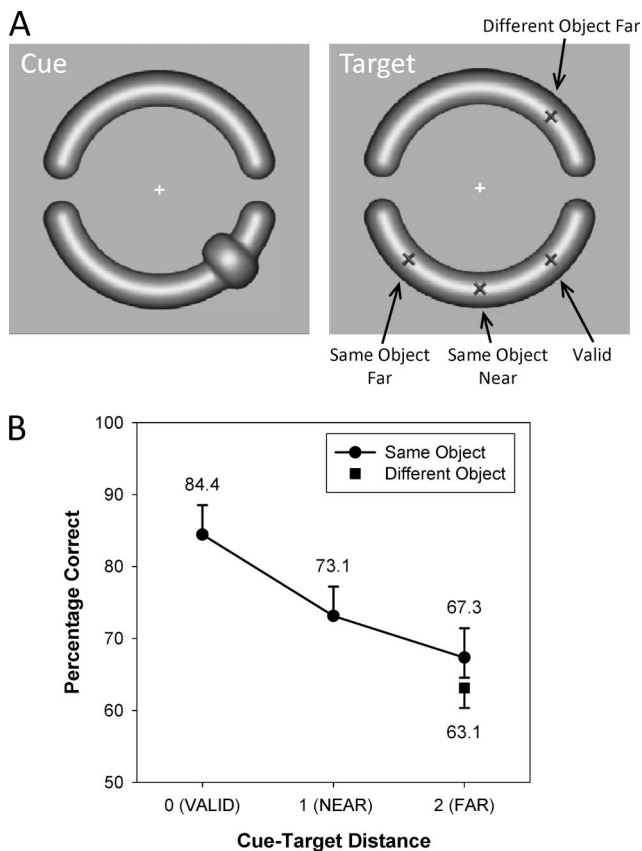 A
Different Object Far
Cue
Target
+
+
Same Object
Far
Same Object
Near
Valid
B
100
90
80
70
60
50
Percentage Correct
Same Object
Different Object
84.4
73.1
67.3
63.1
0 (VALID)
1 (NEAR)
2 (FAR)
Cue-Target Distance